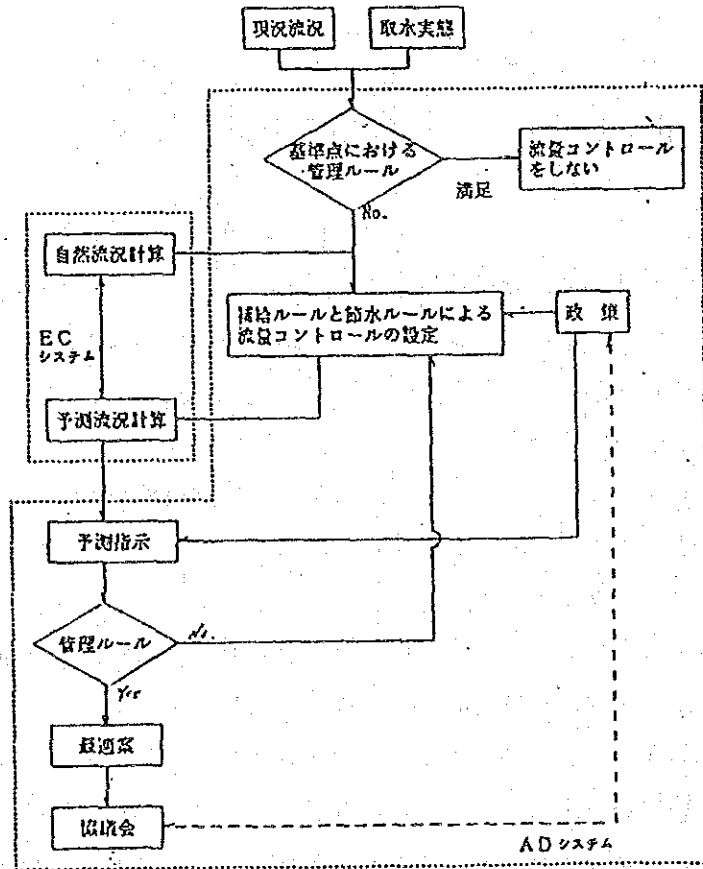 現況流況
取水実態
基準点における
管理ルール
満足
流量コントロール
をしない
No.
自然流況計算
補給ルールと節水ルールによる
流量コントロールの設定
政策
EC
システム
予測流況計算
予測指示
管理ルール
No.
Yes
最適案
協議会
ADシステム